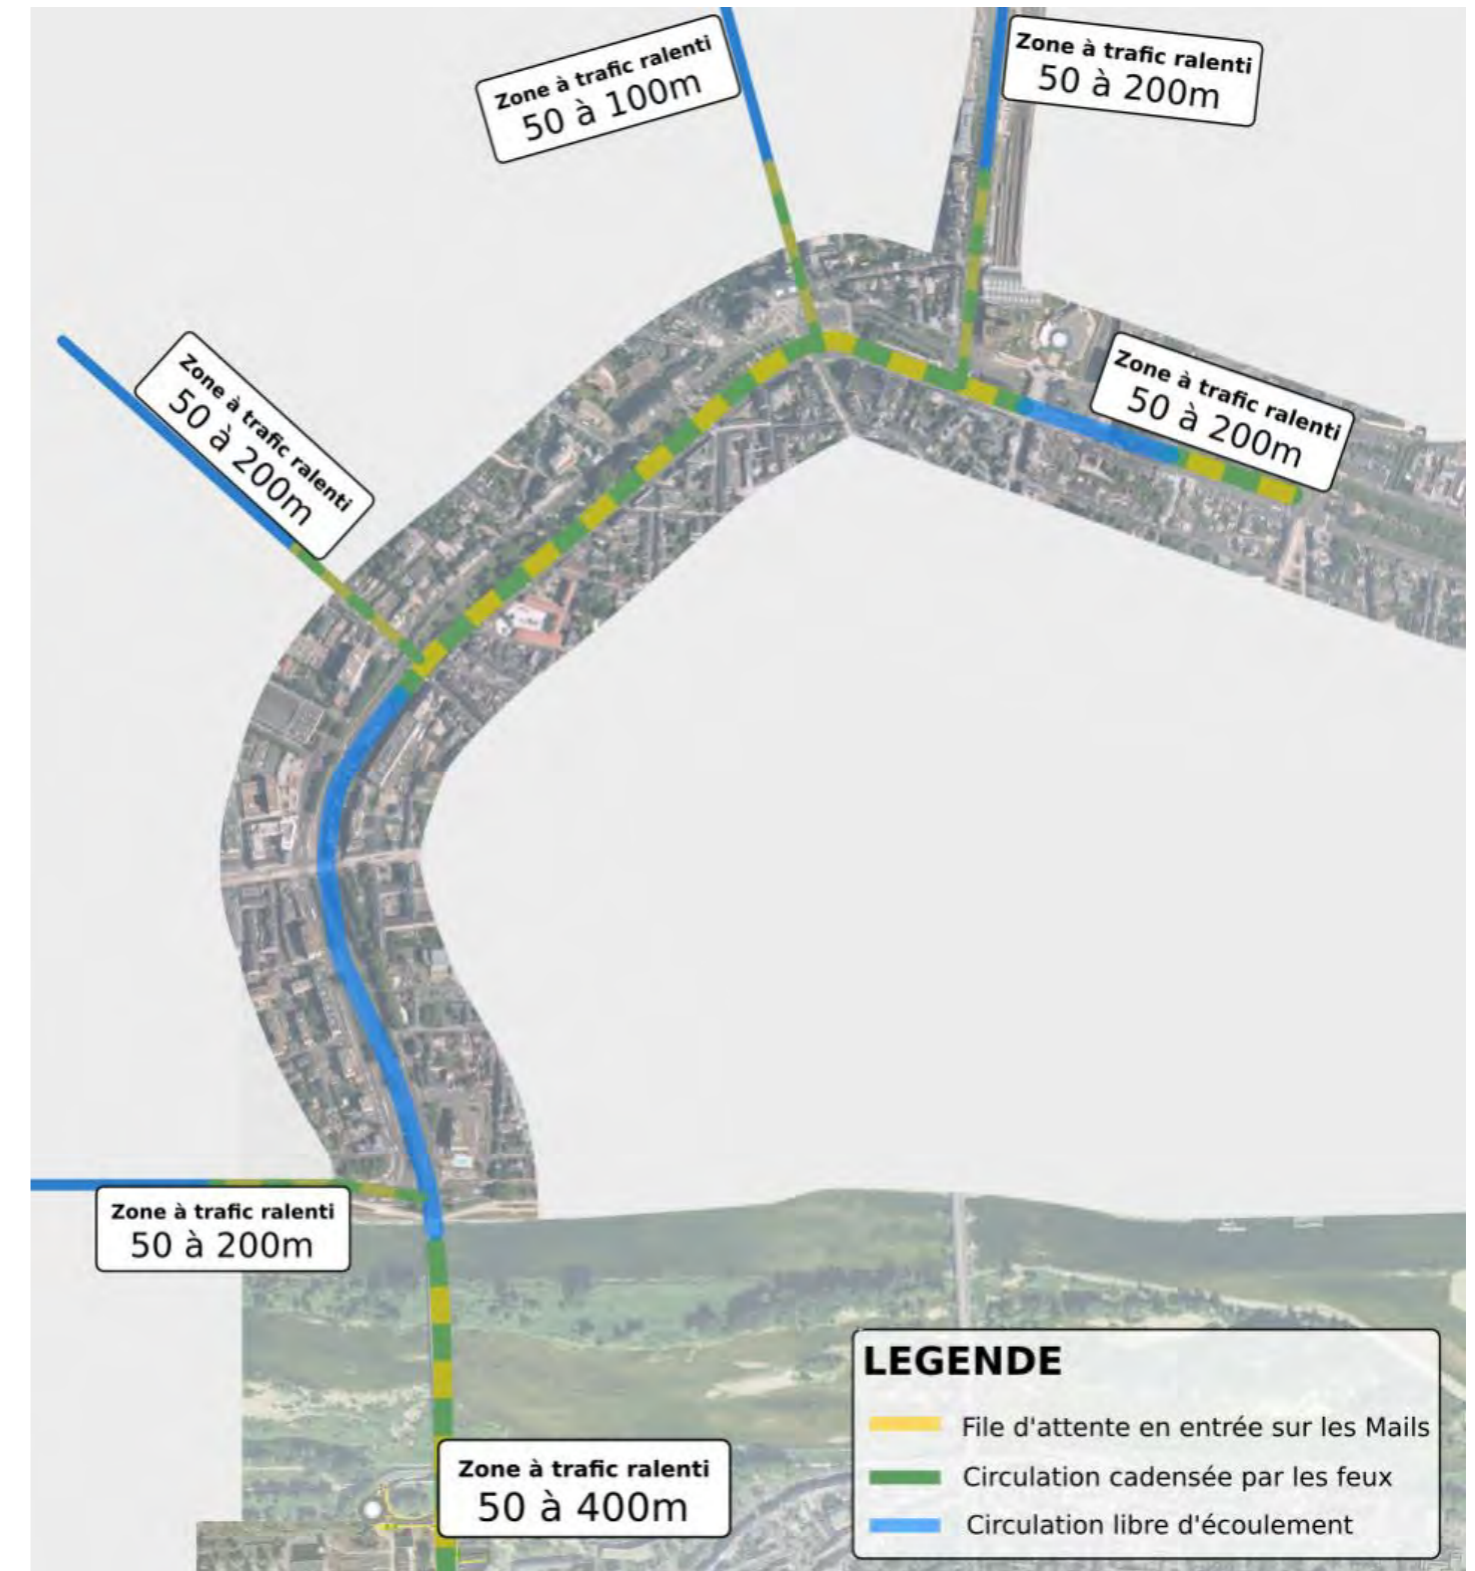 Zone à trafic ralenti
50 à 100m
Zone à trafic ralenti
50 à 200m
Zone à trafic ralenti
50 à 200m
Zone à trafic ralenti
50 à 200m
Zone à trafic ralenti
50 à 200m
Zone à trafic ralenti
50 à 400m
LEGENDE
File d'attente en entrée sur les Mails
Circulation cadensée par les feux
Circulation libre d'écoulement